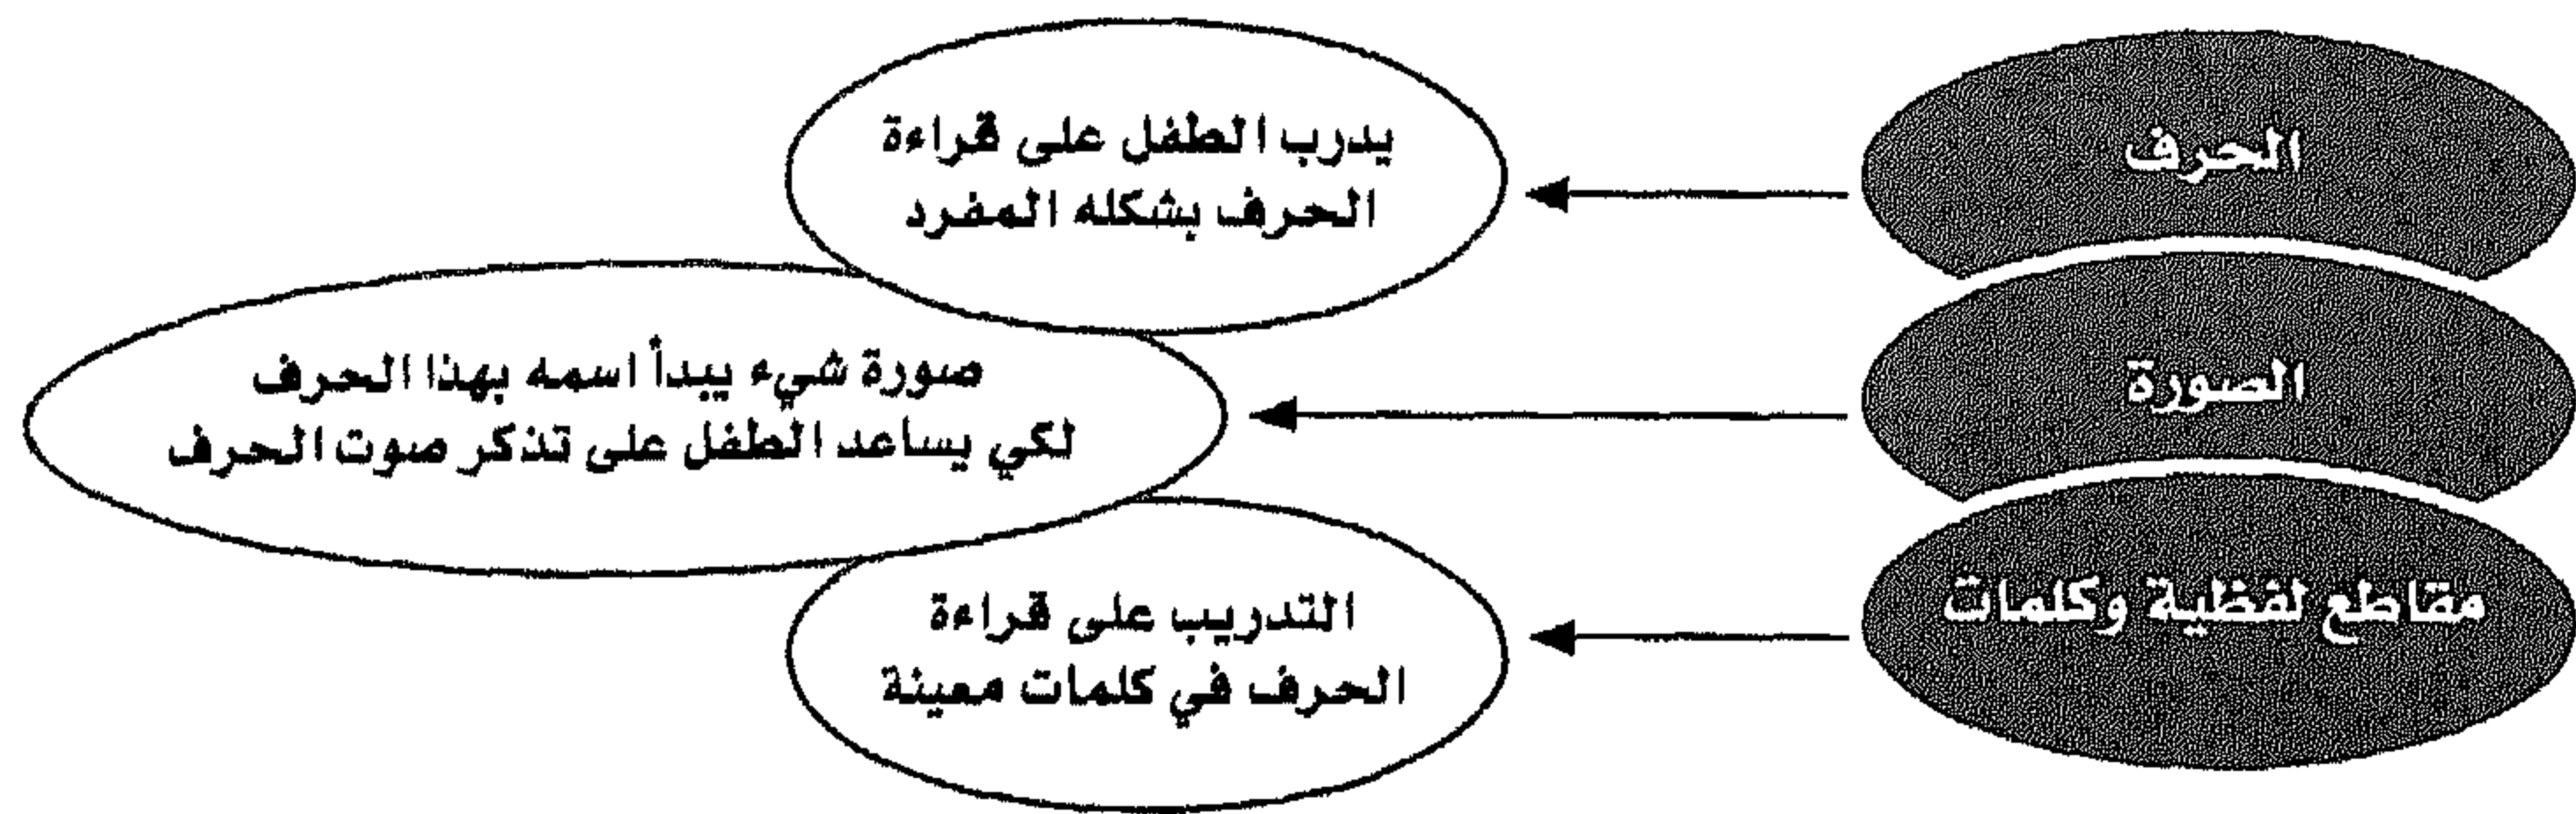 الحرف
يدرب الطفل على قراءة
الحرف بشكله المفرد
الصورة
صورة شيء يبدأ اسمه بهذا الحرف
لكي يساعد الطفل على تذكر صوت الحرف
مقاطع لفظية وكلمات
التدريب على قراءة
الحرف في كلمات معينة